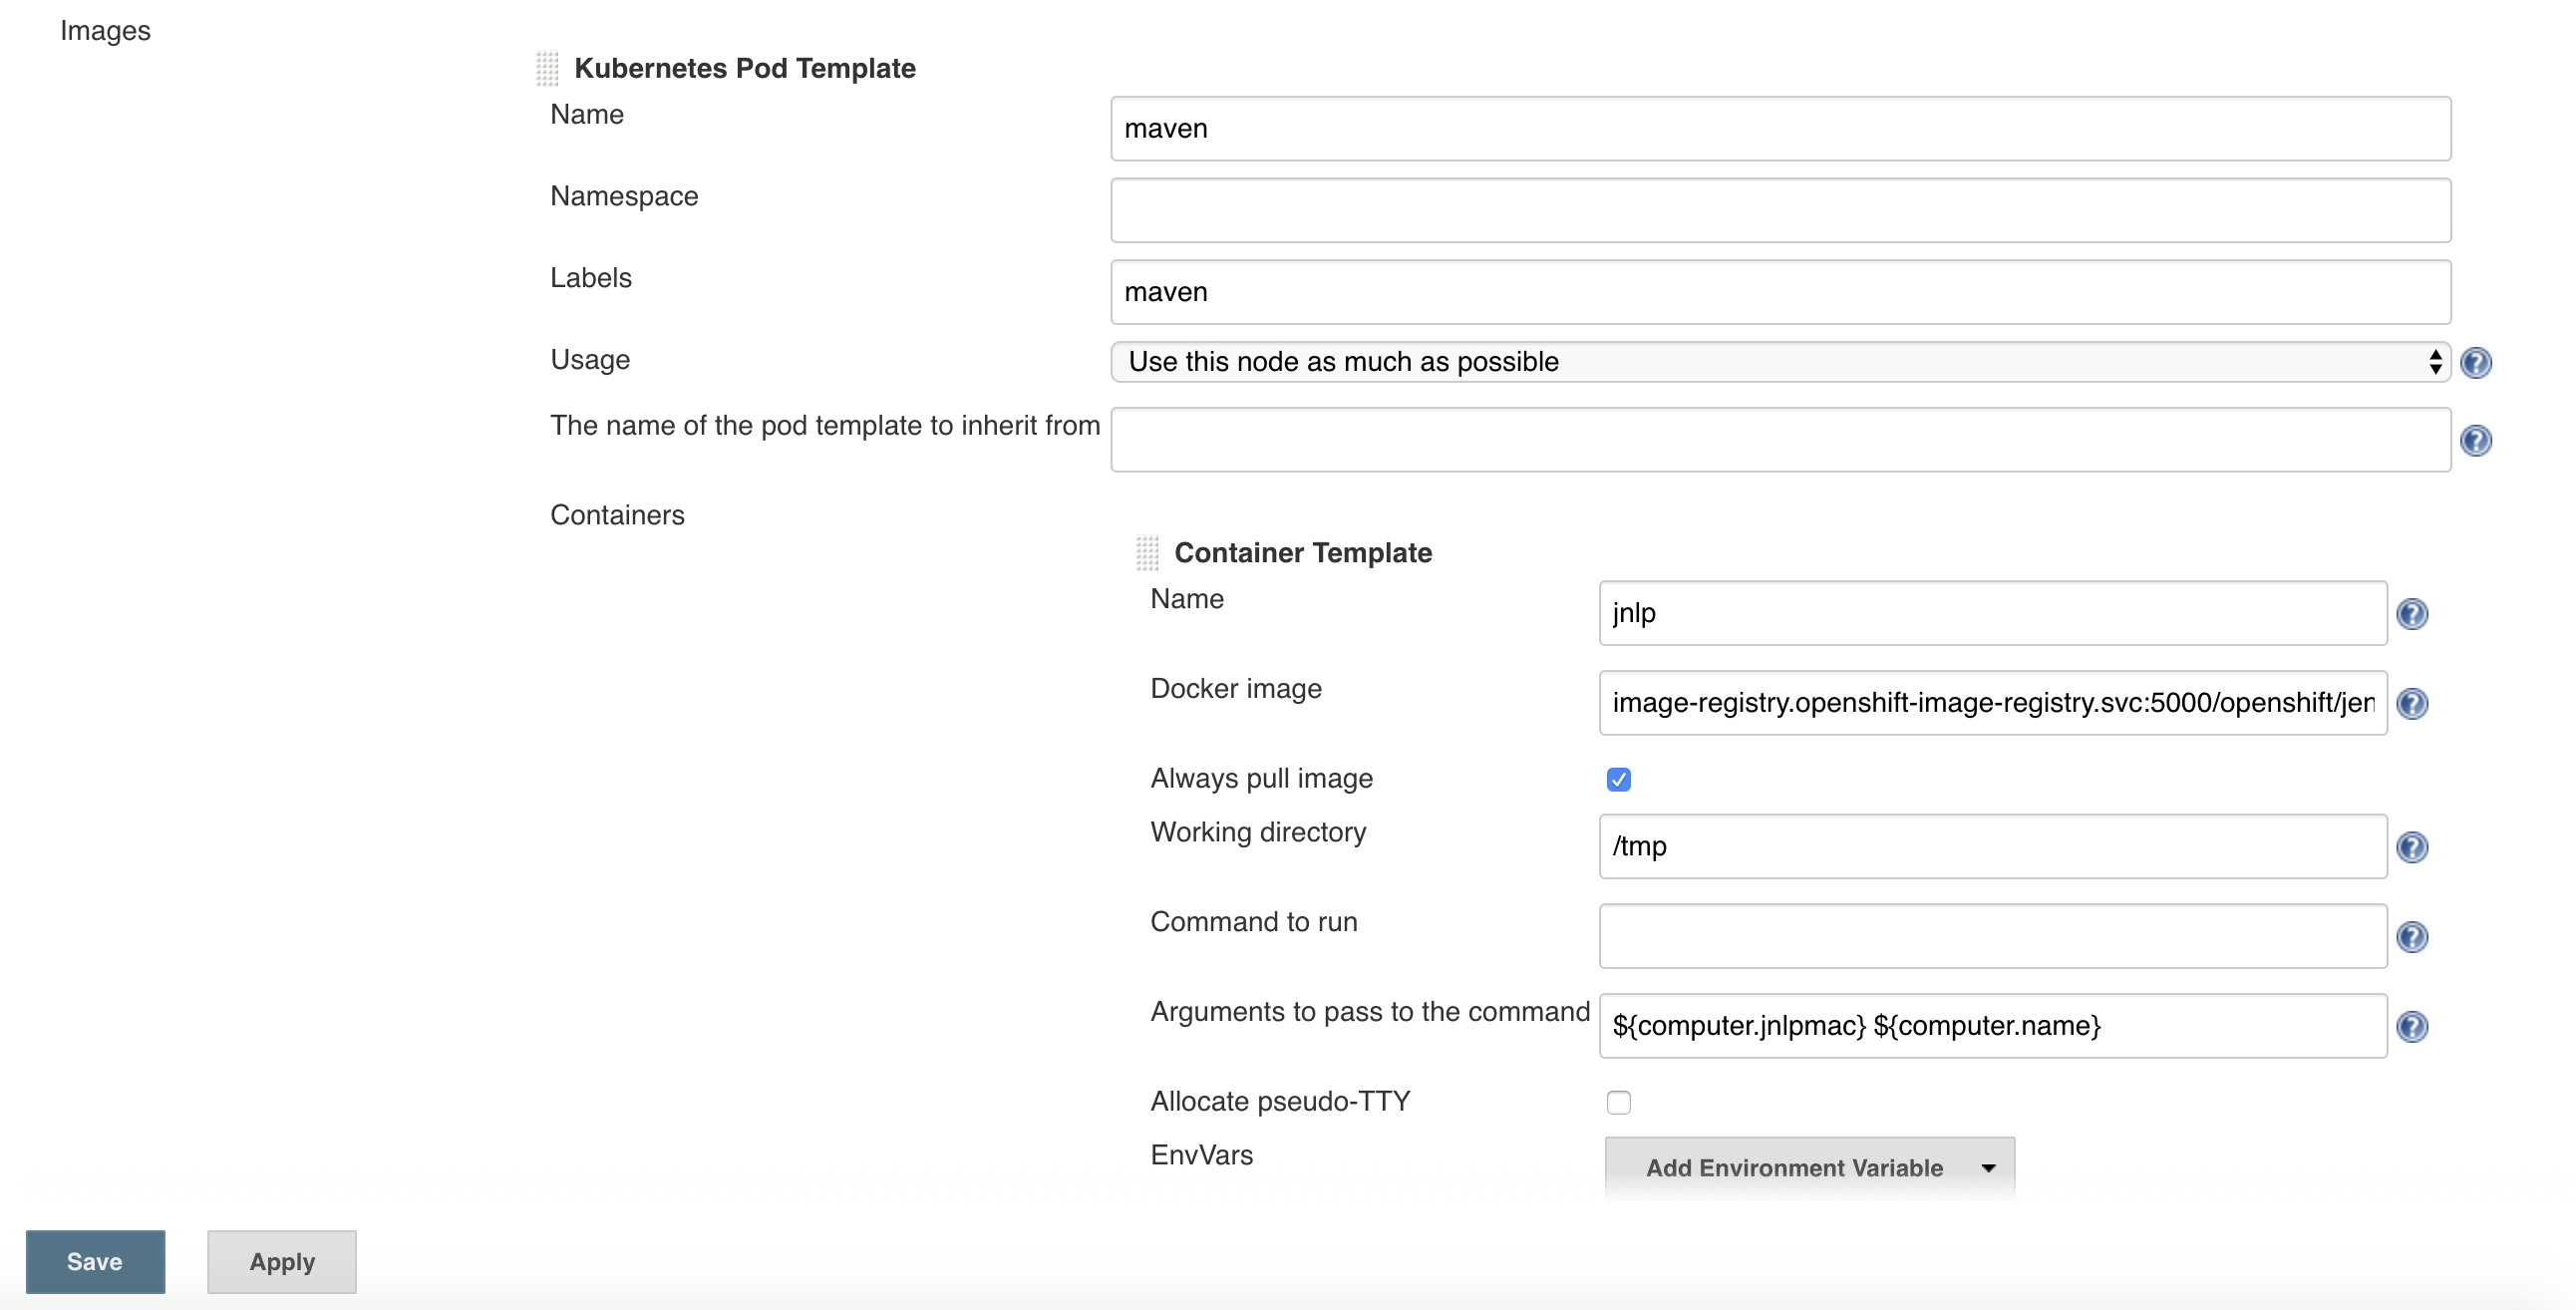 Images
Kubernetes Pod Template
Name
maven
Namespace
Labels
maven
Usage
Use this node as much as possible
The name of the pod template to inherit from
Containers
Container Template
Name
jnlp
Docker image
image-registry.openshift-image-registry.svc:5000/openshift/jen
Always pull image
Working directory
/tmp
Command to run
Arguments to pass to the command
${computer.jnlpmac} ${computer.name}
Allocate pseudo-TTY
EnvVars
Add Environment Variable
Save
Apply